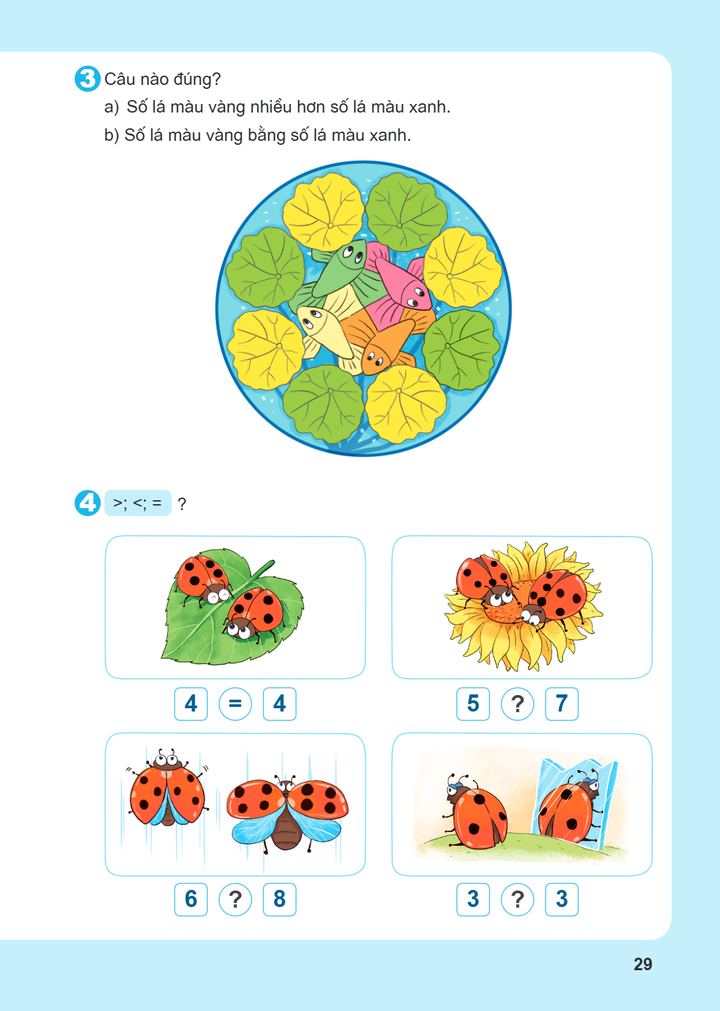 3 Câu nào đúng?
a) Số lá màu vàng nhiều hơn số lá màu xanh.
b) Số lá màu vàng bằng số lá màu xanh.
4 >; <; = ?
4 = 4
5 ? 7
6 ? 8
3 ? 3
29